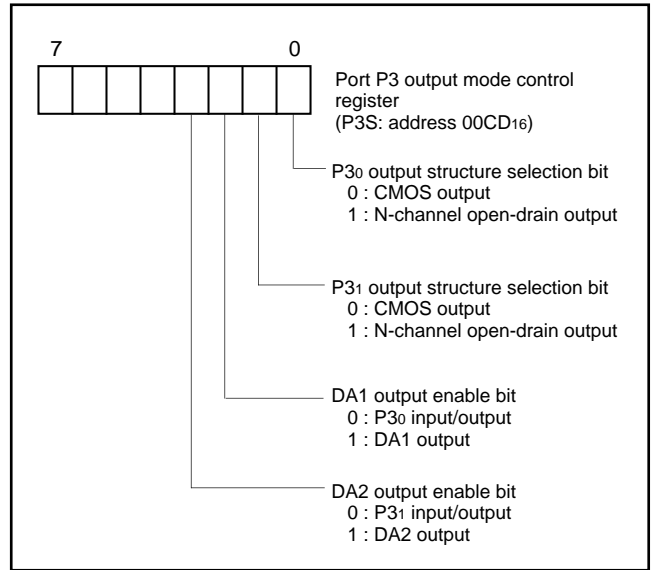 7 0
Port P3 output mode control
register
(P3S: address 00CD16)
P30 output structure selection bit
0 : CMOS output
1 : N-channel open-drain output
P31 output structure selection bit
0 : CMOS output
1 : N-channel open-drain output
DA1 output enable bit
0 : P30 input/output
1 : DA1 output
DA2 output enable bit
0 : P31 input/output
1 : DA2 output